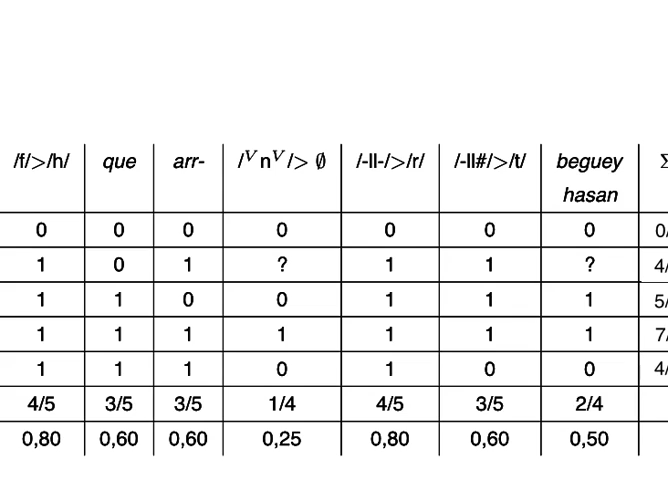 /f/>/h/ que arr- /ⱽnⱽ/> ∅ /-ll-/>/r/ /-ll#/>/t/ beguey Σ
hasan
0 0 0 0 0 0 0 0/
1 0 1 ? 1 1 ? 4/
1 1 0 0 1 1 1 5/
1 1 1 1 1 1 1 7/
1 1 1 0 1 0 0 4/
4/5 3/5 3/5 1/4 4/5 3/5 2/4
0,80 0,60 0,60 0,25 0,80 0,60 0,50